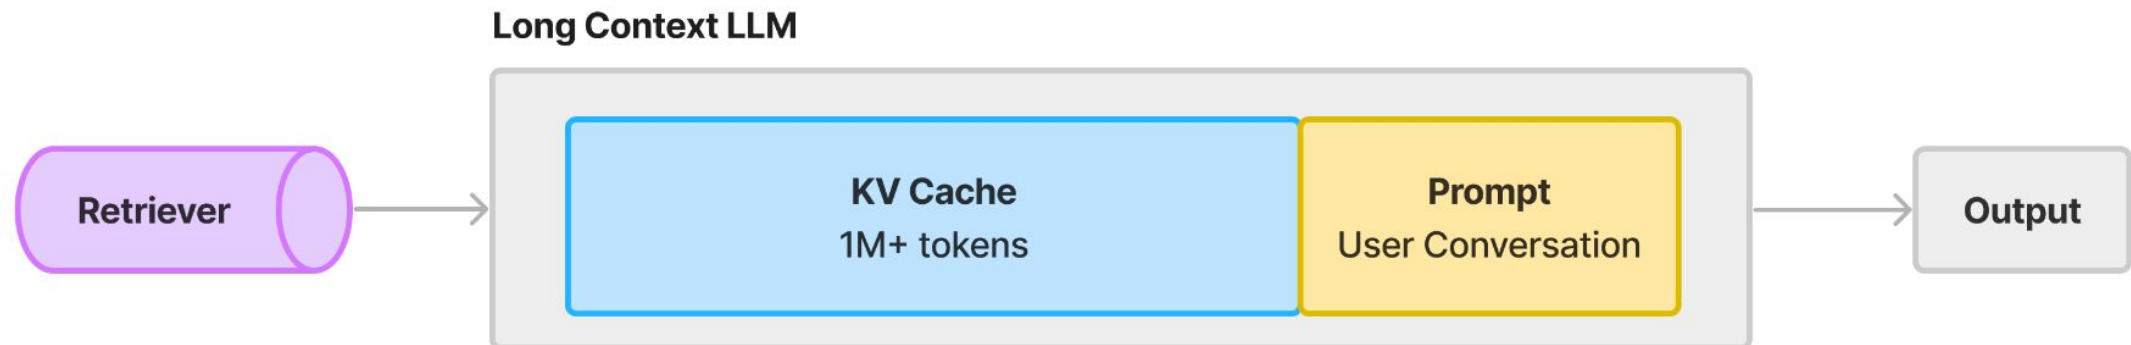 Long Context LLM
Retriever
KV Cache
1M+ tokens
Prompt
User Conversation
Output